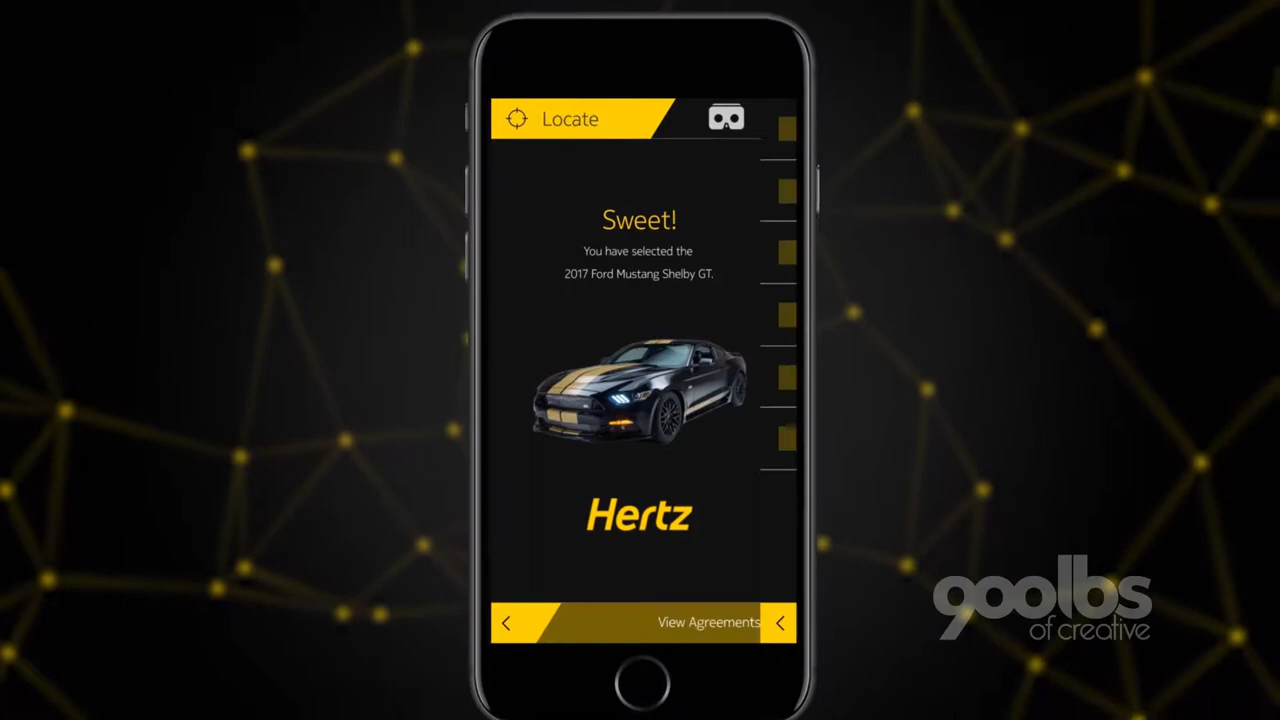 Locate
Sweet!
You have selected the
2017 Ford Mustang Shelby GT.
Hertz
View Agreements
900lbs
of creative